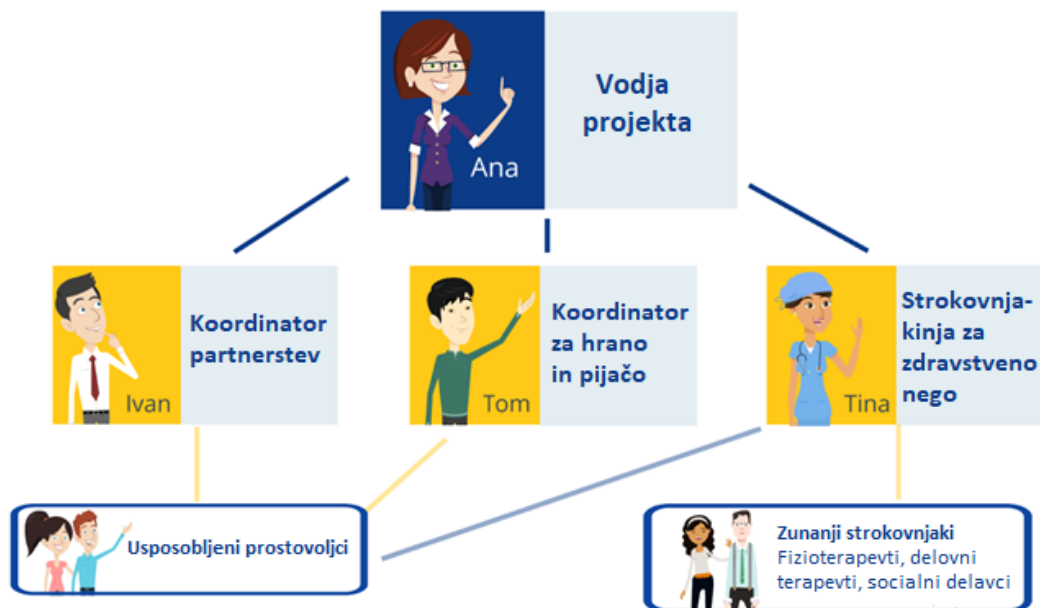 Vodja
projekta
Ana
Koordinator
partnerstev
Ivan
Koordinator
za hrano
in pijačo
Tom
Strokovnja-
kinja za
zdravstveno
nego
Tina
Usposobljeni prostovoljci
Zunanji strokovnjaki
Fizioterapevti, delovni
terapevti, socialni delavci